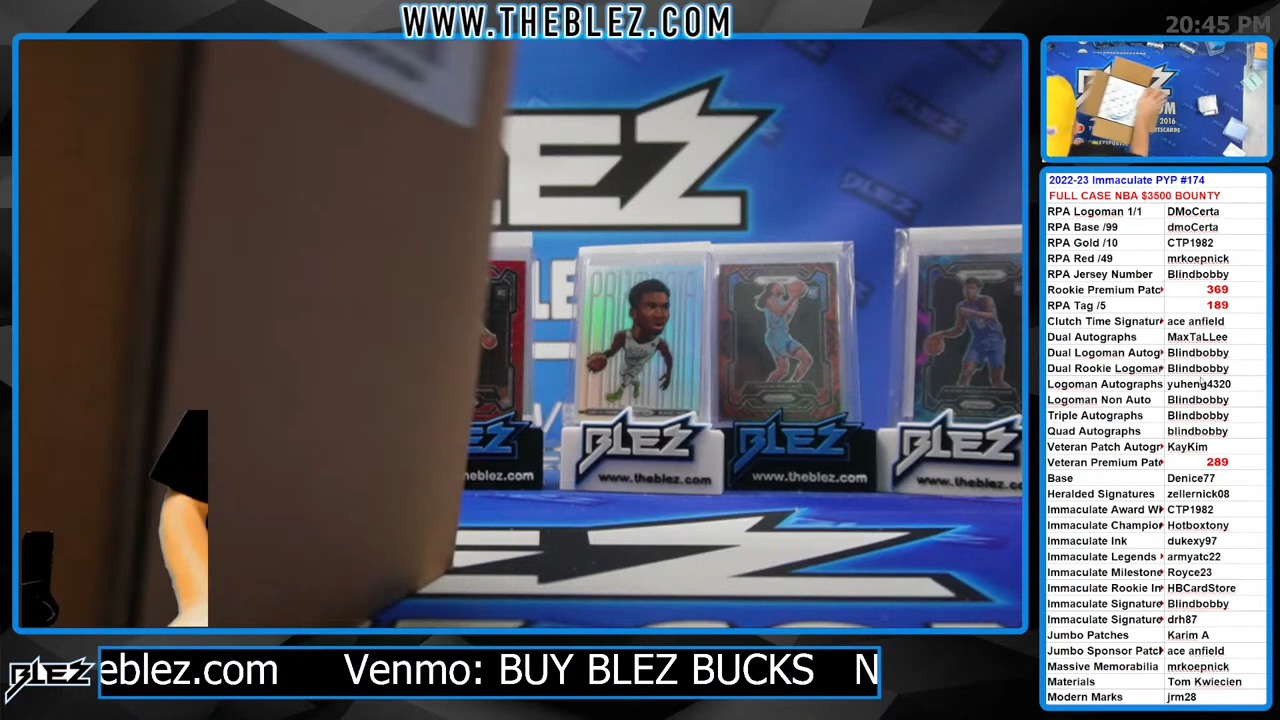 WWW.THEBLEZ.COM
20:45 PM
2016
LEZ
BLEZ
www.theblez.com
BLEZ
www.theblez.com
BLEZ
www.theblez.com
2022-23 Immaculate PYP #174
FULL CASE NBA $3500 BOUNTY
RPA Logoman 1/1 DMoCerta
RPA Base /99 dmoCerta
RPA Gold /10 CTP1982
RPA Red /49 mrkoepnick
RPA Jersey Number Blindbobby
Rookie Premium Patc 369
RPA Tag /5 189
Clutch Time Signatur ace anfield
Dual Autographs MaxTaLLee
Dual Logoman Autog Blindbobby
Dual Rookie Logomar Blindbobby
Logoman Autographs yuheng4320
Logoman Non Auto Blindbobby
Triple Autographs Blindbobby
Quad Autographs blindbobby
Veteran Patch Autogr KayKim
Veteran Premium Pat 289
Base Denice77
Heralded Signatures zellernick08
Immaculate Award Wi CTP1982
Immaculate Champio Hotboxtony
Immaculate Ink dukexy97
Immaculate Legends armyatc22
Immaculate Milestone Royce23
Immaculate Rookie In HBCardStore
Immaculate Signature Blindbobby
Immaculate Signature drh87
Jumbo Patches Karim A
Jumbo Sponsor Patc ace anfield
Massive Memorabilia mrkoepnick
Materials Tom Kwiecien
Modern Marks jrm28
BLEZ
eblez.com Venmo: BUY BLEZ BUCKS N